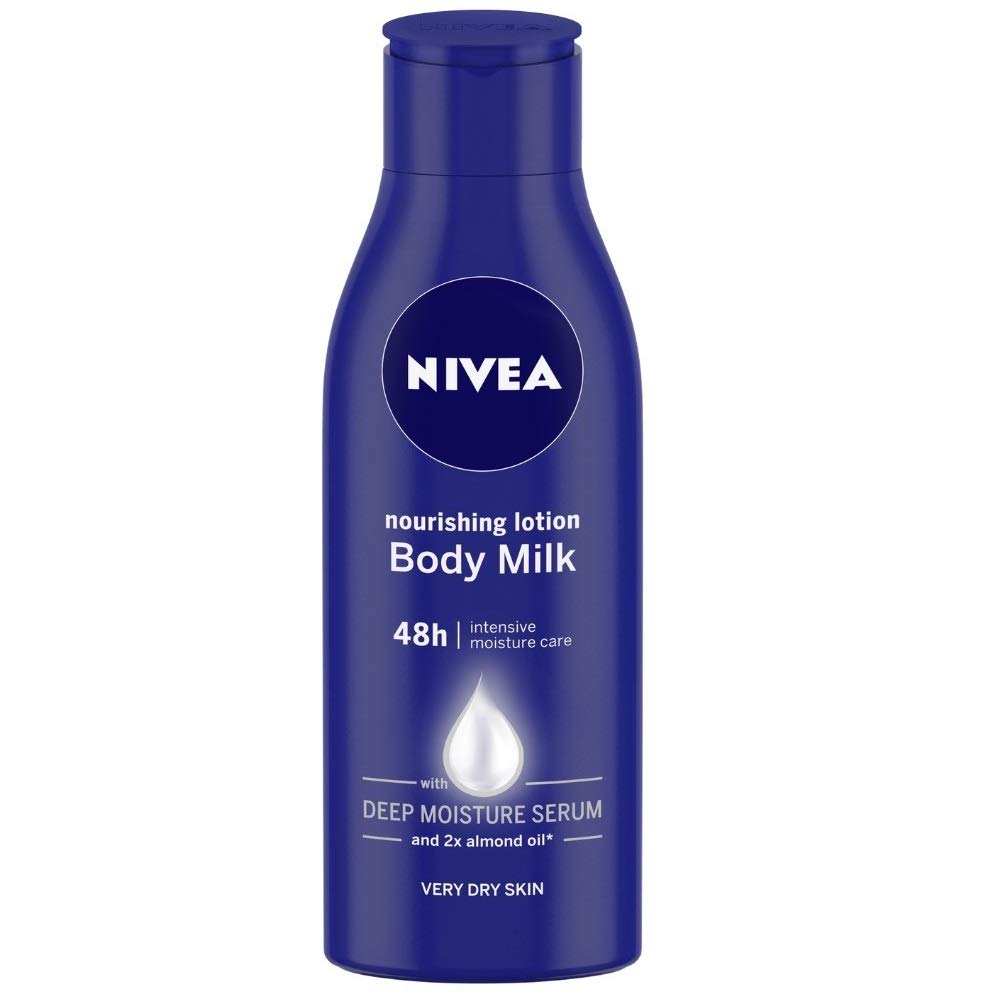 NIVEA
NIVEA
nourishing lotion
Body Milk
48h | intensive
moisture care
with
DEEP MOISTURE SERUM
and 2x almond oil*
VERY DRY SKIN